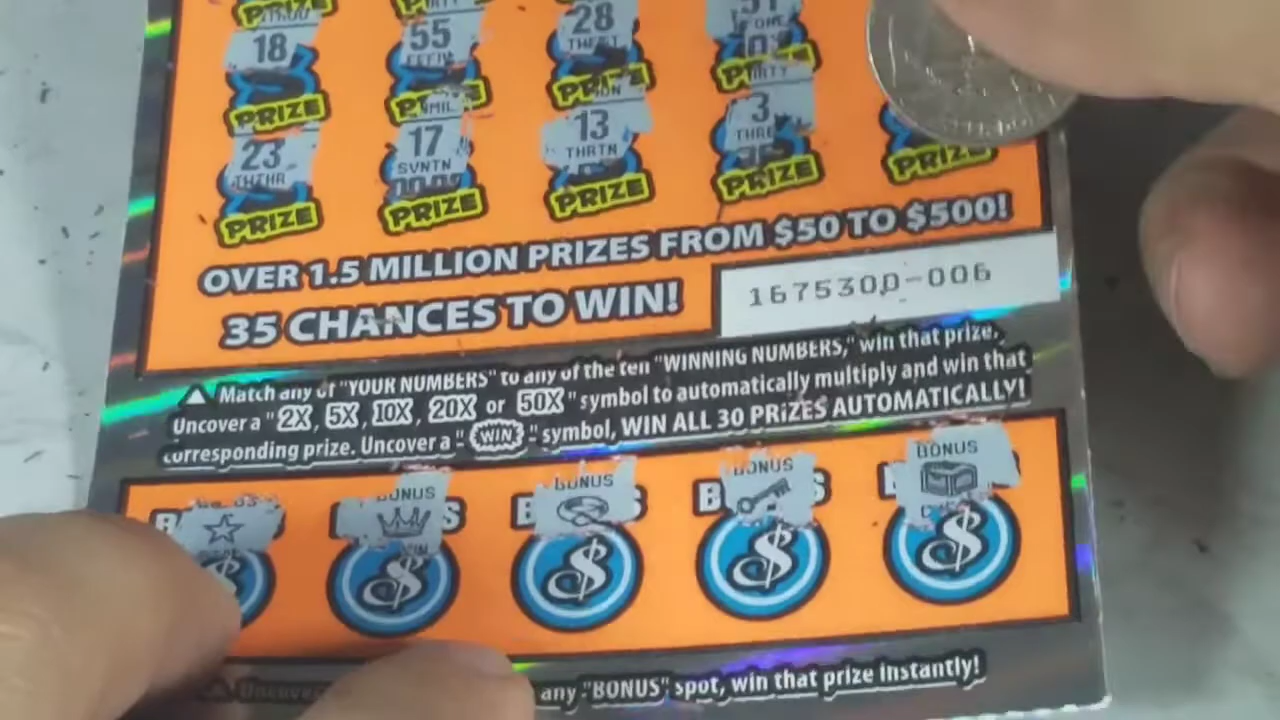 PRIZE
18
55
28
PRIZE
PRIZE
PRIZE
PRIZE
23
THTHR
17
SVNTN
13
THRTN
3
THRE
PRIZE
PRIZE
PRIZE
PRIZE
PRIZE
OVER 1.5 MILLION PRIZES FROM $50 TO $500!
35 CHANCES TO WIN!
1675300-006
Match any of "YOUR NUMBERS" to any of the ten "WINNING NUMBERS," win that prize.
Uncover a "2X, 5X, 10X, 20X or 50X" symbol to automatically multiply and win that
corresponding prize. Uncover a "WIN" symbol, WIN ALL 30 PRIZES AUTOMATICALLY!
BONUS
BONUS
BONUS
BONUS
$
$
$
$
$
any "BONUS" spot, win that prize instantly!